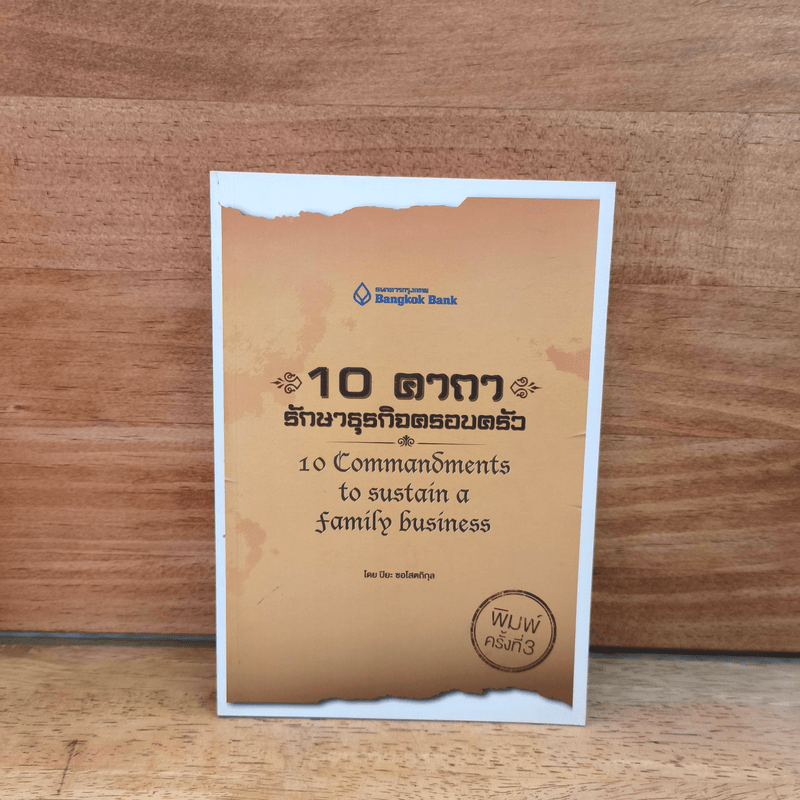 ธนาคารกรุงเทพ
Bangkok Bank
10 คาถา
รักษาธุรกิจครอบครัว
10 Commandments
to sustain a
family business
โดย ปิยะ ซอโสตถิกุล
พิมพ์
ครั้งที่3